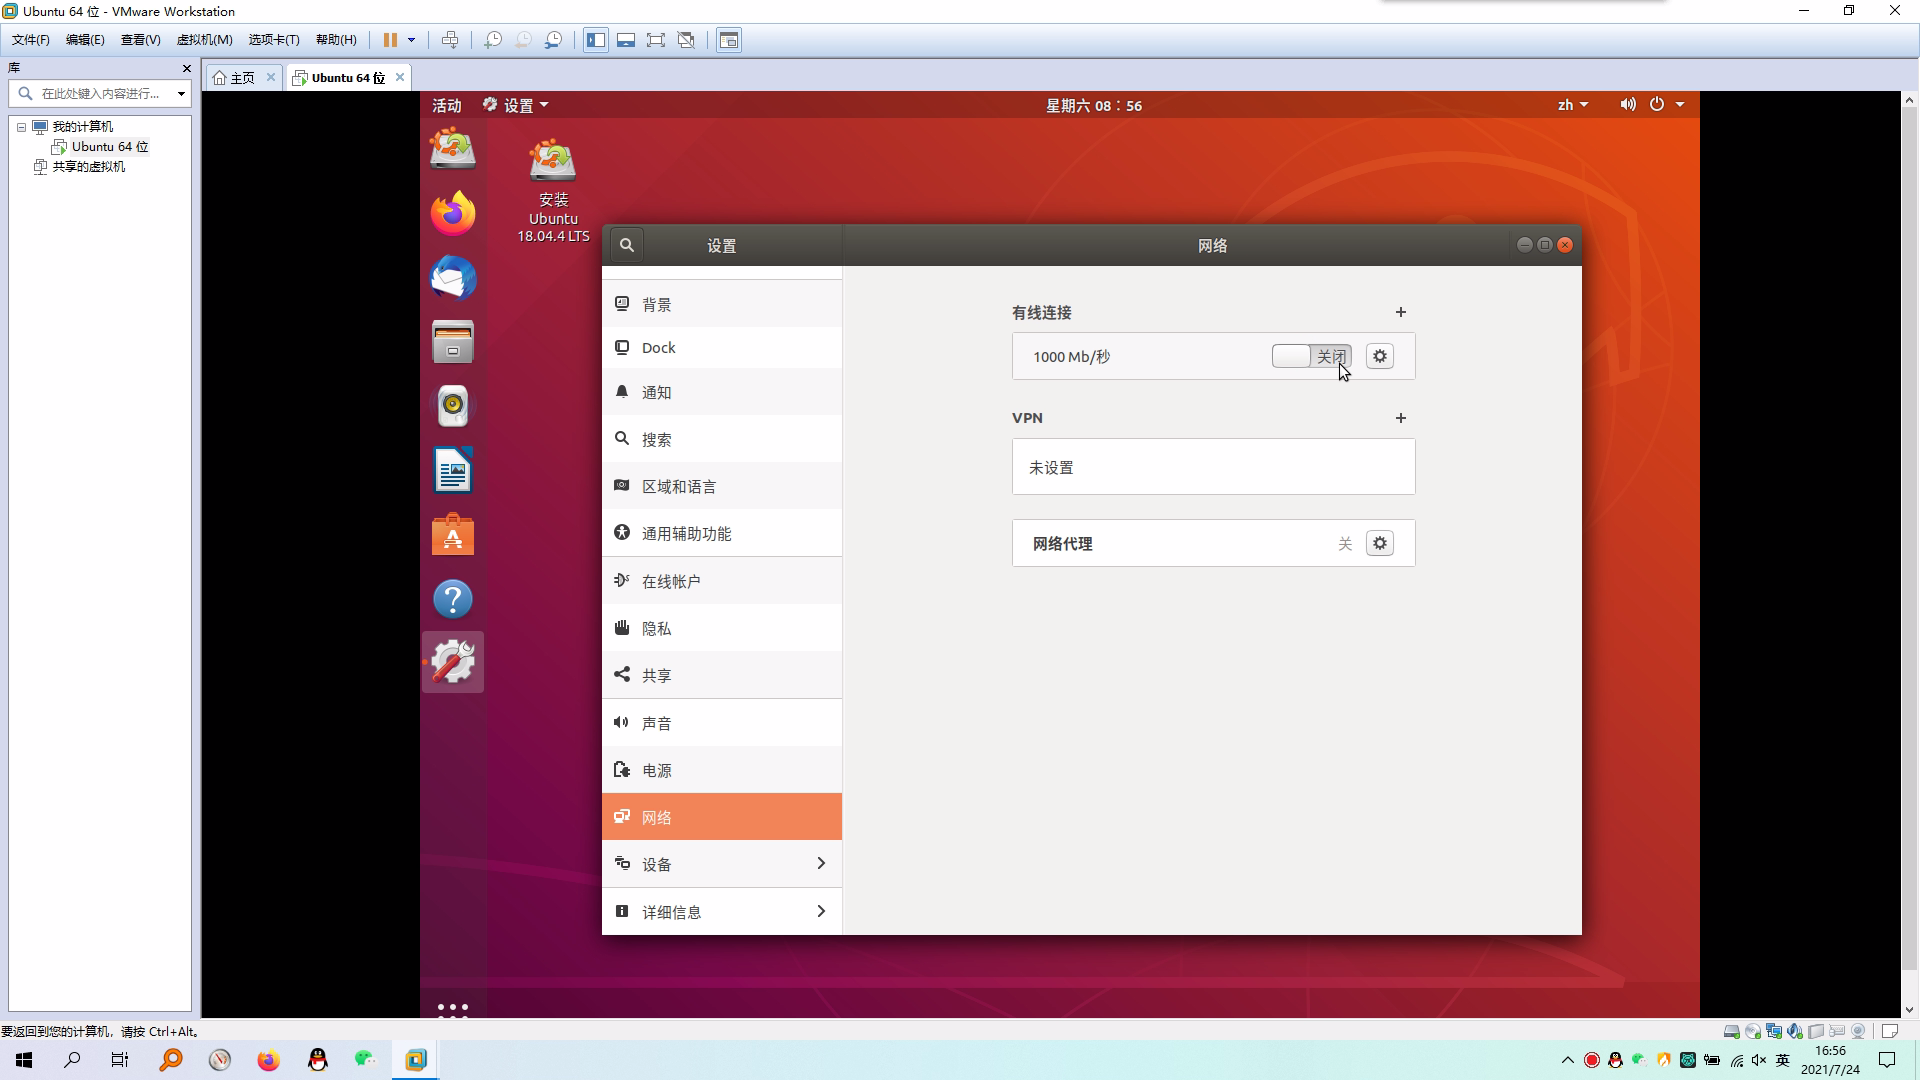 Ubuntu 64 位 - VMware Workstation
文件(F) 编辑(E) 查看(V) 虚拟机(M) 选项卡(T) 帮助(H)
库
主页
Ubuntu 64 位
在此处键入内容进行...
我的计算机
Ubuntu 64 位
共享的虚拟机
活动
设置
星期六 08：56
zh
安装
Ubuntu
18.04.4 LTS
设置
网络
背景
Dock
通知
搜索
区域和语言
通用辅助功能
在线帐户
隐私
共享
声音
电源
网络
设备
详细信息
有线连接
1000 Mb/秒
关闭
VPN
未设置
网络代理
关
要返回到您的计算机，请按 Ctrl+Alt。
英
16:56
2021/7/24